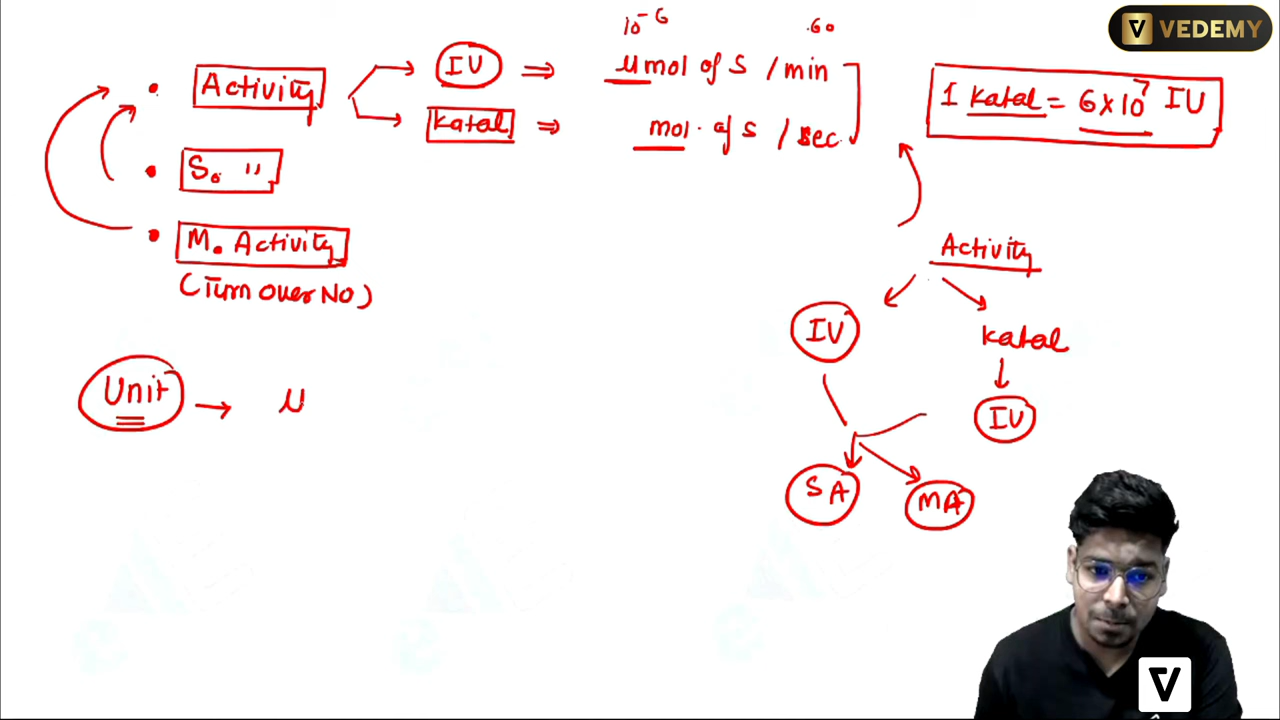 VEDEMY
10⁻⁶ 60
Activity IU ⇒ μmol of S / min
Katal ⇒ mol. of S / sec.
1 Katal = 6×10⁷ IU
S. "
M. Activity
(Turn Over No)
Activity
IU Katal
IU
Unit → μ
SA MA